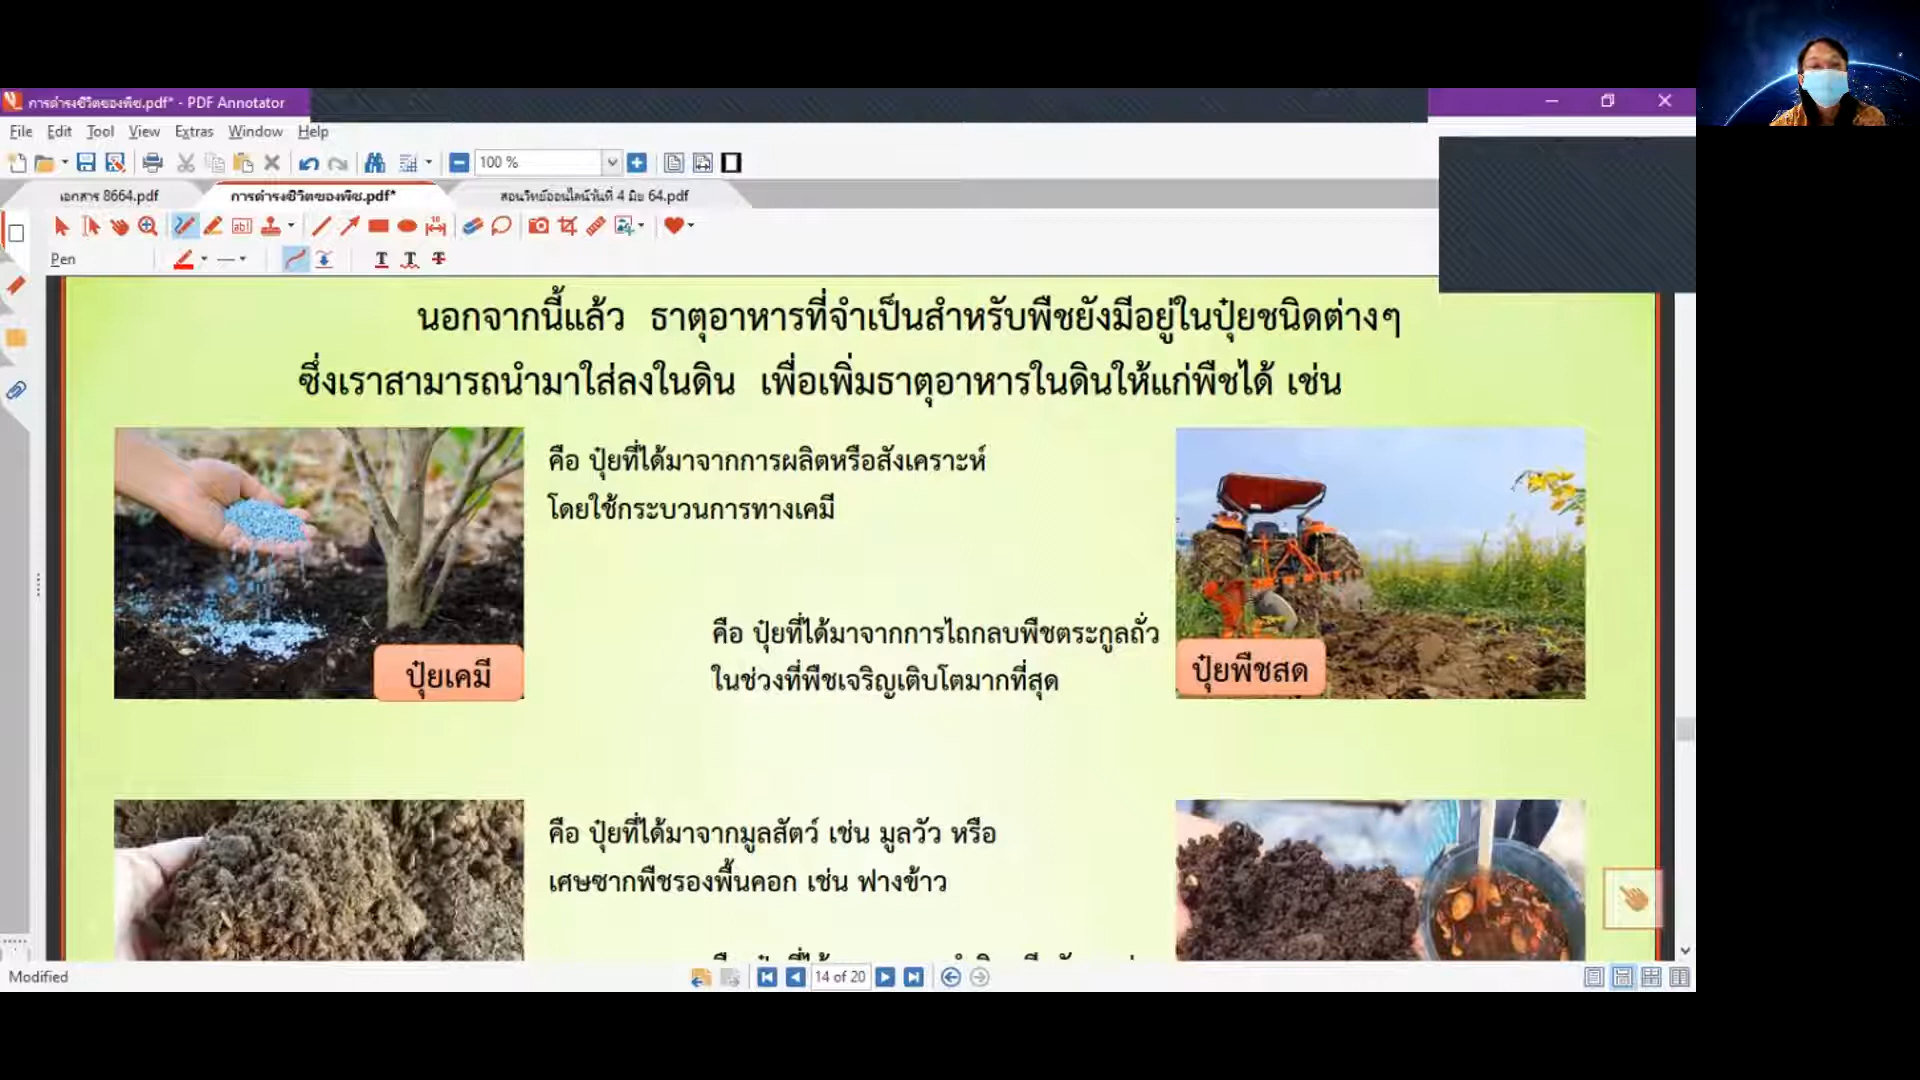 การดำรงชีวิตของพืช.pdf* - PDF Annotator
File Edit Tool View Extras Window Help
100 %
เอกสาร 8664.pdf
การดำรงชีวิตของพืช.pdf*
สอนวิทย์ออนไลน์วันที่ 4 มิย 64.pdf
Pen
นอกจากนี้แล้ว ธาตุอาหารที่จำเป็นสำหรับพืชยังมีอยู่ในปุ๋ยชนิดต่างๆ
ซึ่งเราสามารถนำมาใส่ลงในดิน เพื่อเพิ่มธาตุอาหารในดินให้แก่พืชได้ เช่น
คือ ปุ๋ยที่ได้มาจากการผลิตหรือสังเคราะห์
โดยใช้กระบวนการทางเคมี
ปุ๋ยเคมี
คือ ปุ๋ยที่ได้มาจากการไถกลบพืชตระกูลถั่ว
ในช่วงที่พืชเจริญเติบโตมากที่สุด
ปุ๋ยพืชสด
คือ ปุ๋ยที่ได้มาจากมูลสัตว์ เช่น มูลวัว หรือ
เศษซากพืชรองพื้นคอก เช่น ฟางข้าว
Modified
14 of 20